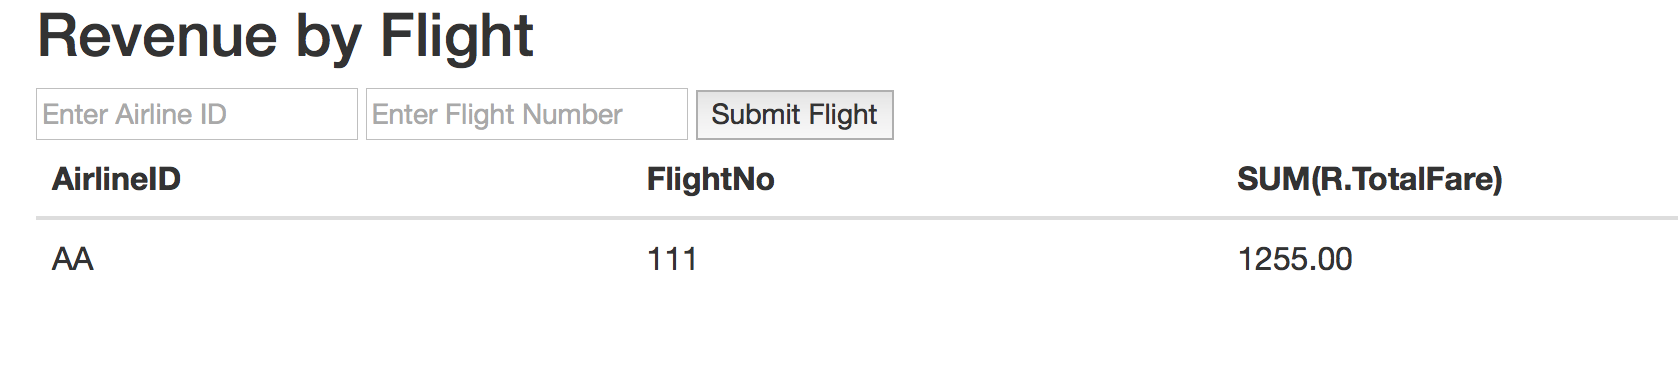 Revenue by Flight
Enter Airline ID Enter Flight Number Submit Flight
AirlineID FlightNo SUM(R.TotalFare)
AA 111 1255.00